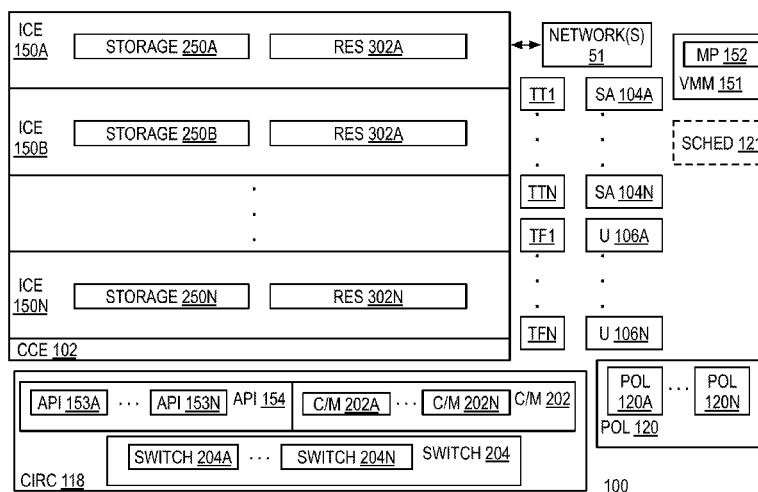 ICE
150A
STORAGE 250A
RES 302A
ICE
150B
STORAGE 250B
RES 302A
ICE
150N
STORAGE 250N
RES 302N
CCE 102
NETWORK(S)
51
TT1
SA 104A
TTN
SA 104N
TF1
U 106A
TFN
U 106N
MP 152
VMM 151
SCHED 121
API 153A
API 153N
API 154
C/M 202A
C/M 202N
C/M 202
SWITCH 204A
SWITCH 204N
SWITCH 204
CIRC 118
POL
120A
POL
120N
POL 120
100